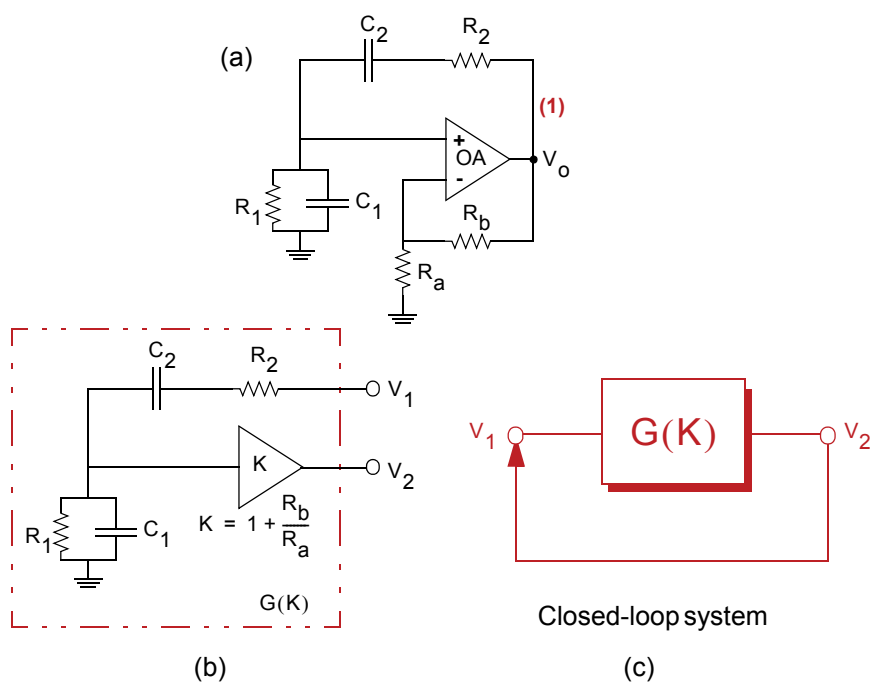 (a)
C2
R2
(1)
+
OA
-
Vo
R1
C1
Rb
Ra
C2
R2
V1
K
V2
R1
C1
K = 1 + Rb/Ra
G(K)
V1
G(K)
V2
Closed-loop system
(b)
(c)